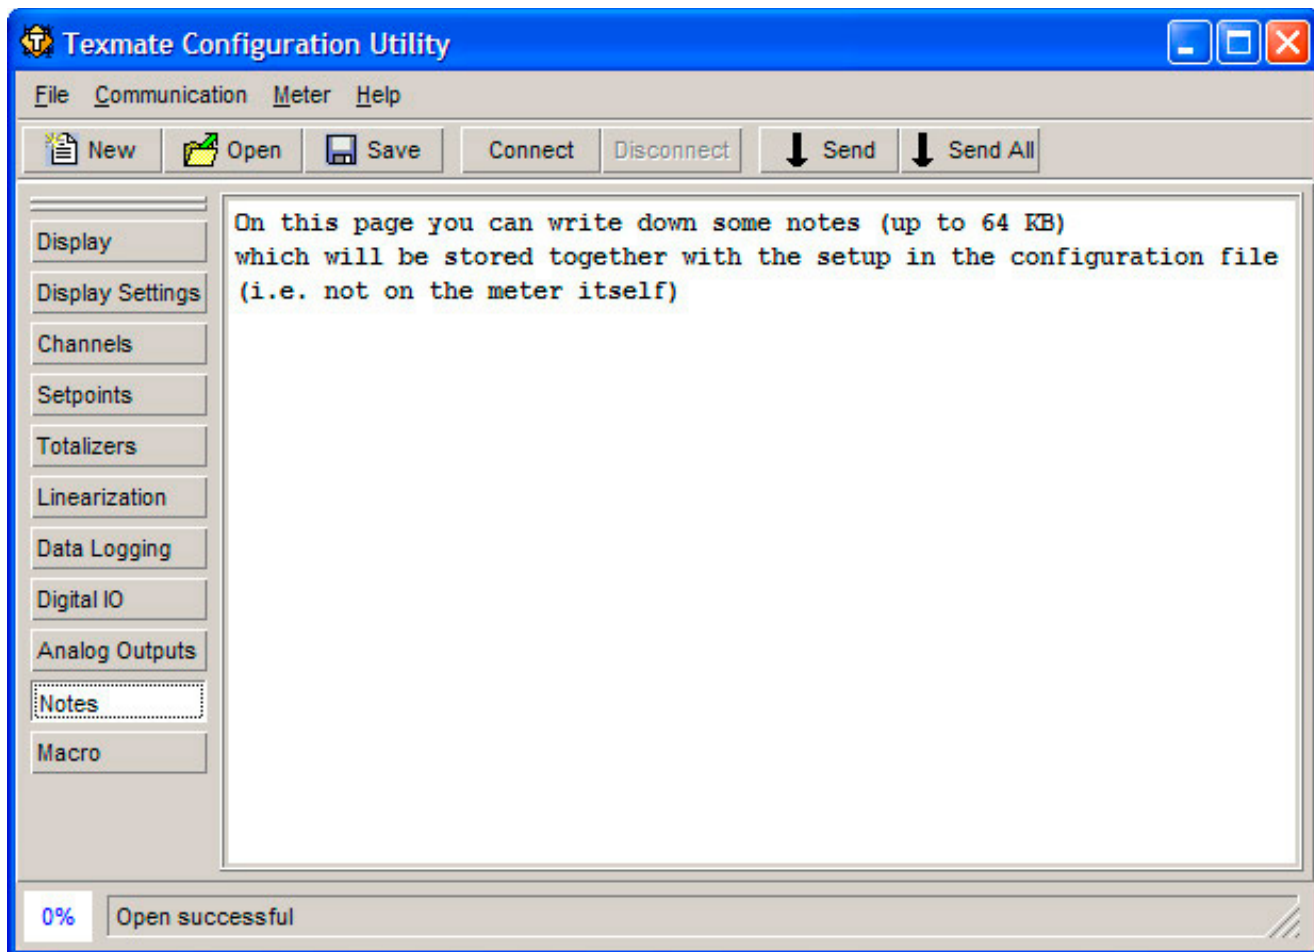 Texmate Configuration Utility
File Communication Meter Help
New Open Save Connect Disconnect Send Send All
Display
Display Settings
Channels
Setpoints
Totalizers
Linearization
Data Logging
Digital IO
Analog Outputs
Notes
Macro
On this page you can write down some notes (up to 64 KB)
which will be stored together with the setup in the configuration file
(i.e. not on the meter itself)
0% Open successful